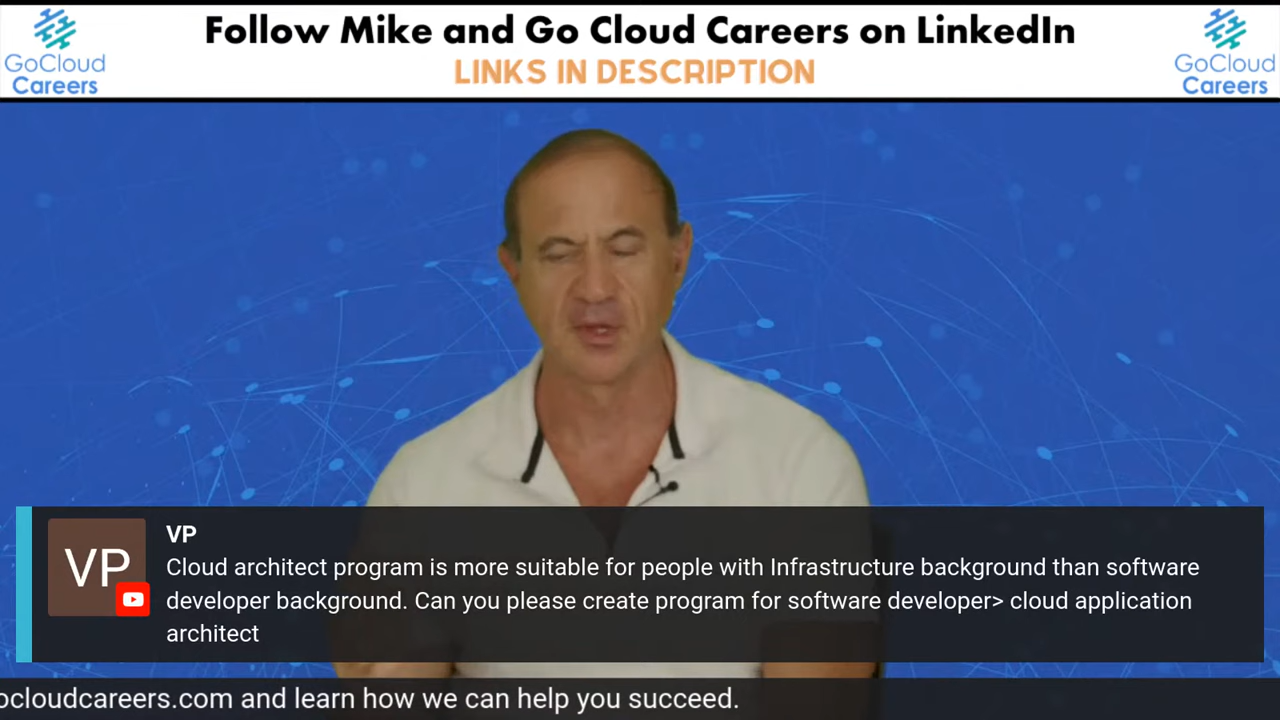 Follow Mike and Go Cloud Careers on LinkedIn
LINKS IN DESCRIPTION
GoCloud
Careers
GoCloud
Careers
VP
VP
Cloud architect program is more suitable for people with Infrastructure background than software
developer background. Can you please create program for software developer> cloud application
architect
ocloudcareers.com and learn how we can help you succeed.